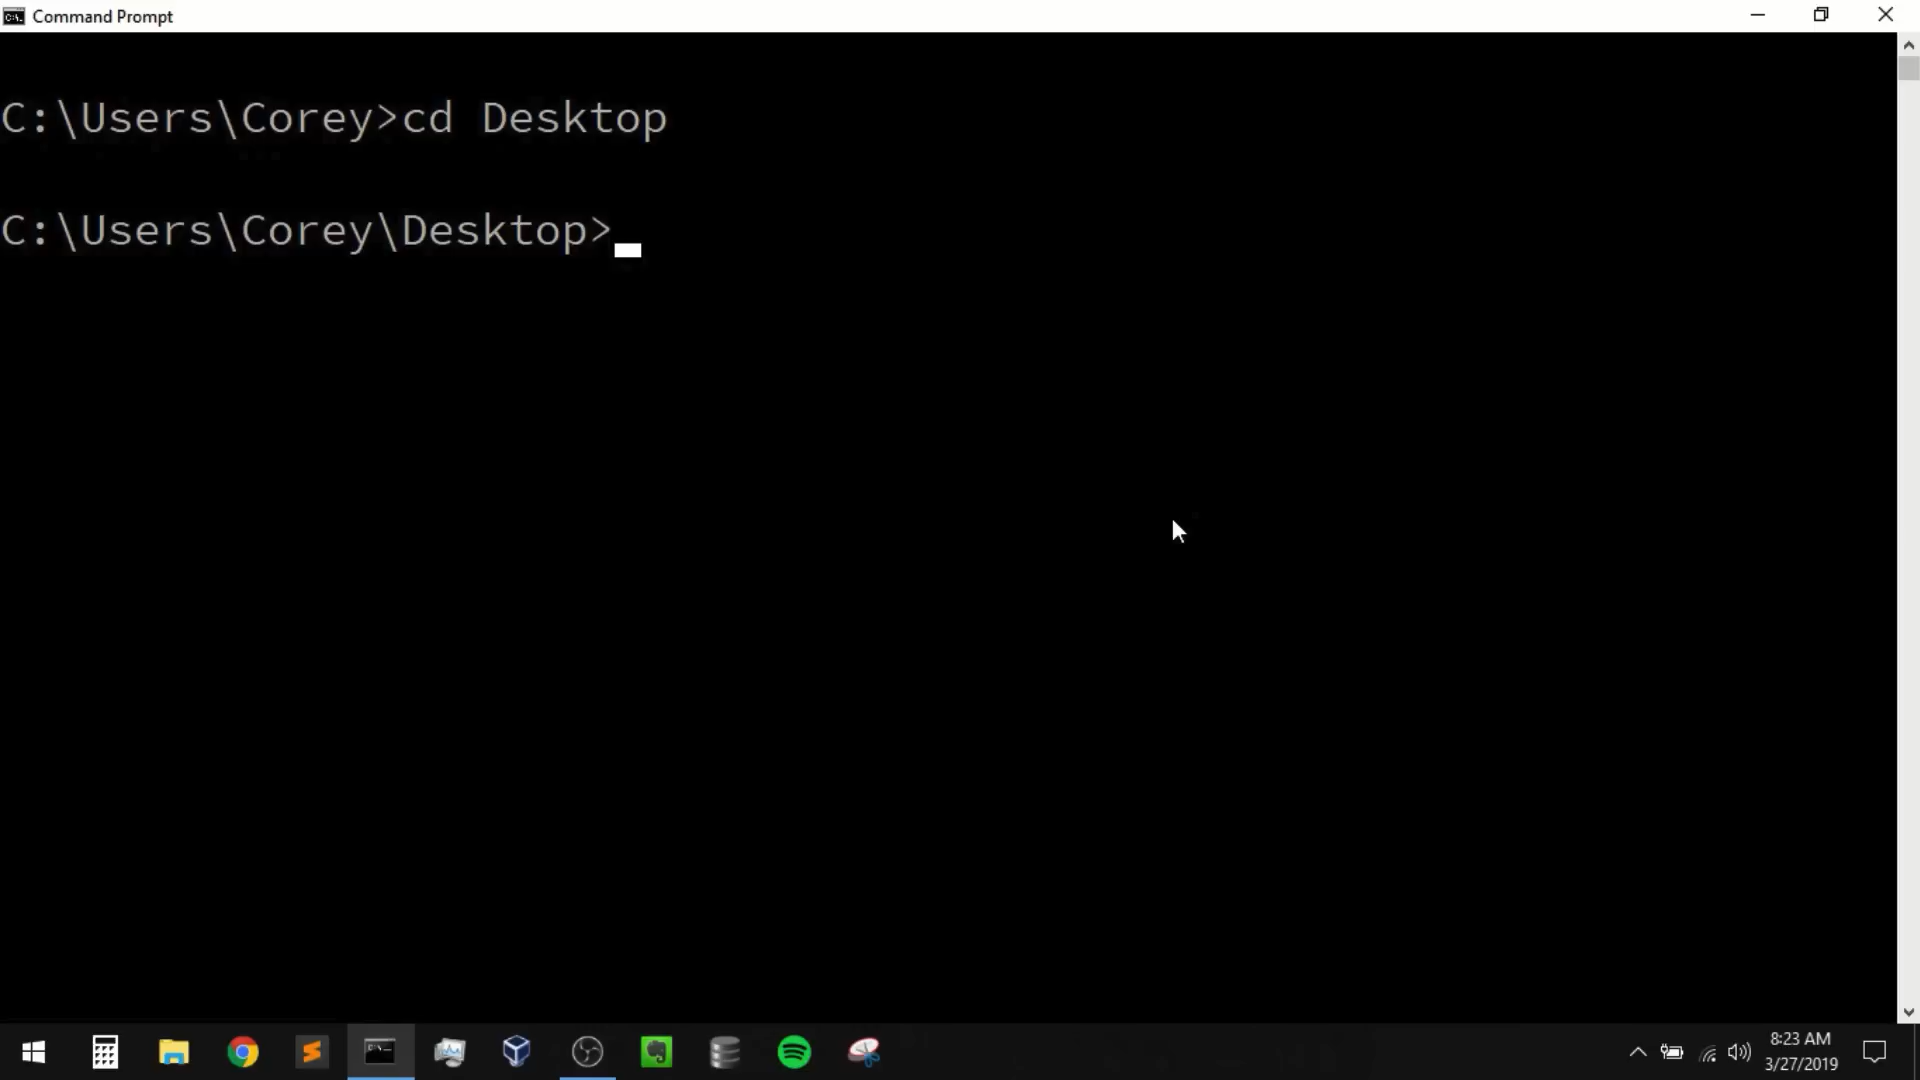 Command Prompt
C:\Users\Corey>cd Desktop
C:\Users\Corey\Desktop>
8:23 AM
3/27/2019